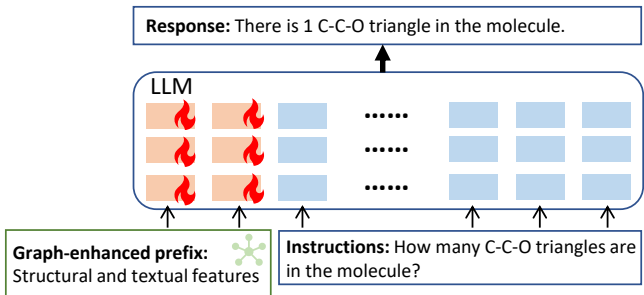 Response: There is 1 C-C-O triangle in the molecule.
LLM
......
......
......
Graph-enhanced prefix:
Structural and textual features
Instructions: How many C-C-O triangles are
in the molecule?